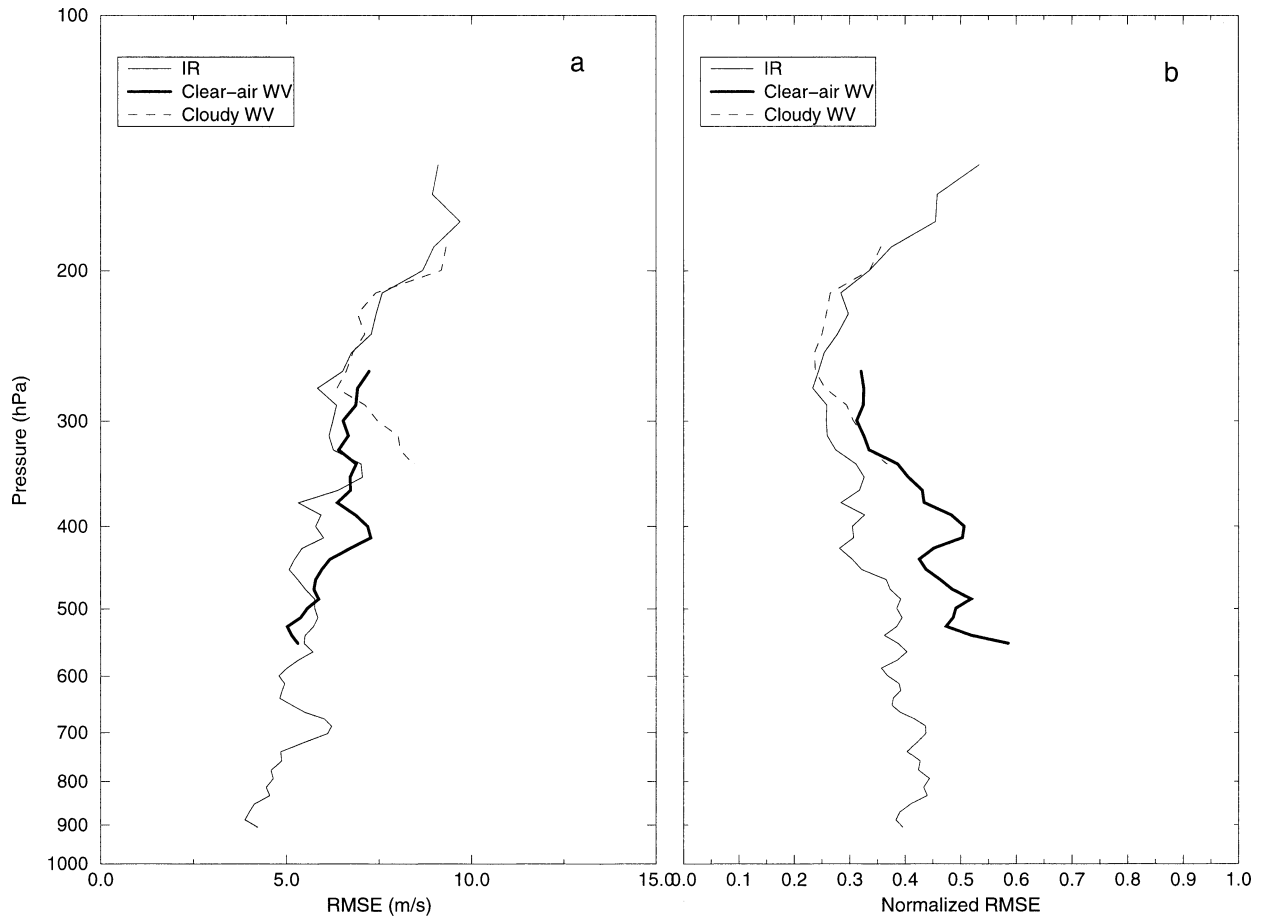 100
200
300
400
500
600
700
800
900
1000
Pressure (hPa)
IR
Clear-air WV
Cloudy WV
a
0.0
5.0
10.0
15.0
RMSE (m/s)
IR
Clear-air WV
Cloudy WV
b
0.0
0.1
0.2
0.3
0.4
0.5
0.6
0.7
0.8
0.9
1.0
Normalized RMSE